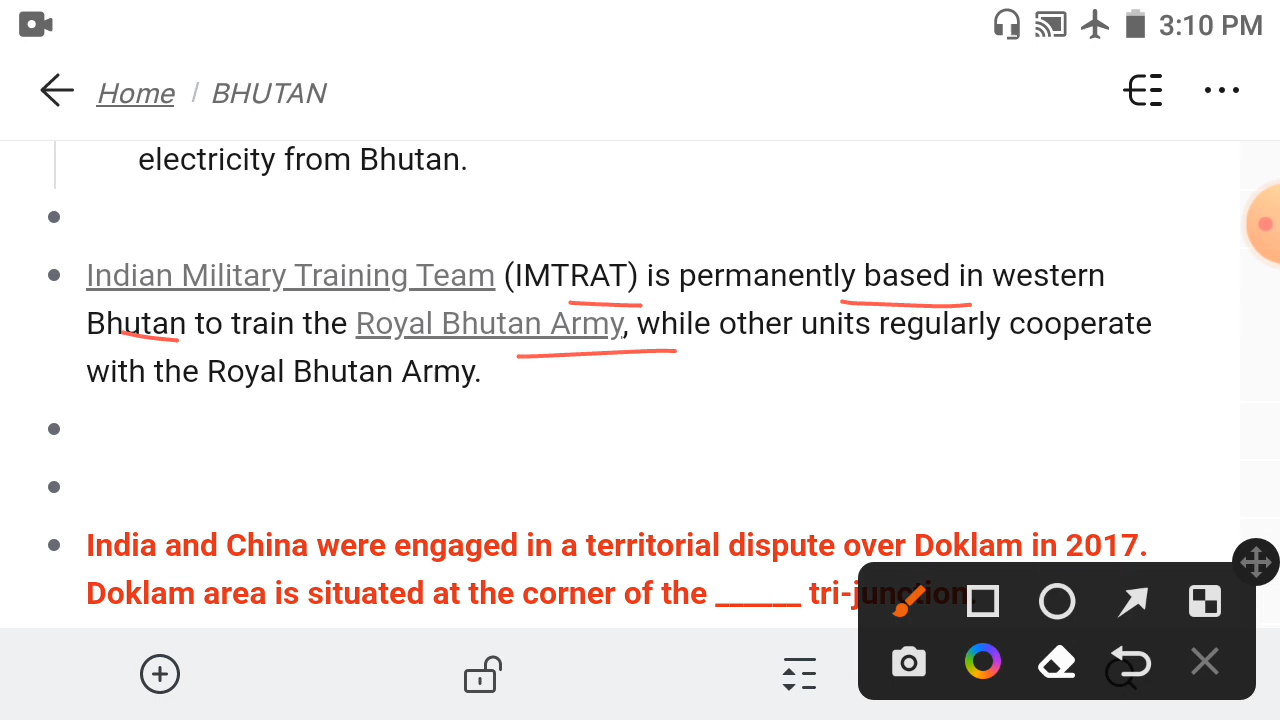 3:10 PM
Home / BHUTAN
electricity from Bhutan.
Indian Military Training Team (IMTRAT) is permanently based in western
Bhutan to train the Royal Bhutan Army, while other units regularly cooperate
with the Royal Bhutan Army.
India and China were engaged in a territorial dispute over Doklam in 2017.
Doklam area is situated at the corner of the ______ tri-junction.